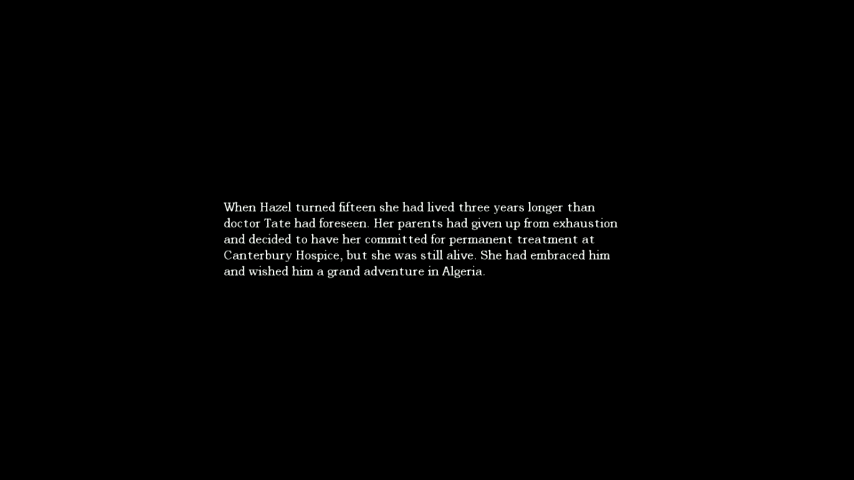 When Hazel turned fifteen she had lived three years longer than
doctor Tate had foreseen. Her parents had given up from exhaustion
and decided to have her committed for permanent treatment at
Canterbury Hospice, but she was still alive. She had embraced him
and wished him a grand adventure in Algeria.